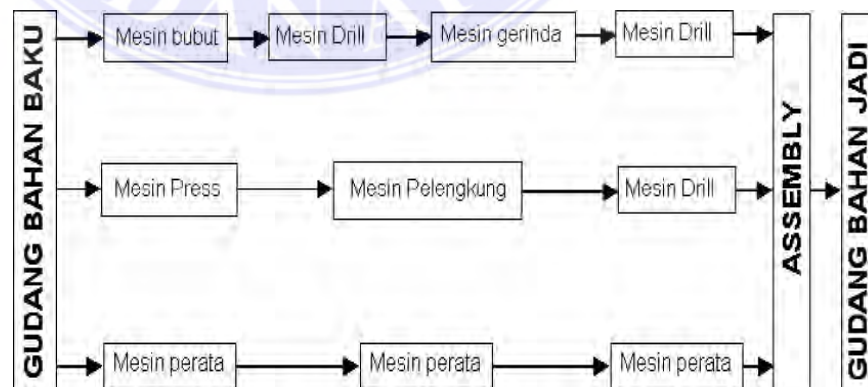 GUDANG BAHAN BAKU
Mesin bubut
Mesin Drill
Mesin gerinda
Mesin Drill
Mesin Press
Mesin Pelengkung
Mesin Drill
Mesin perata
Mesin perata
Mesin perata
ASSEMBLY
GUDANG BAHAN JADI